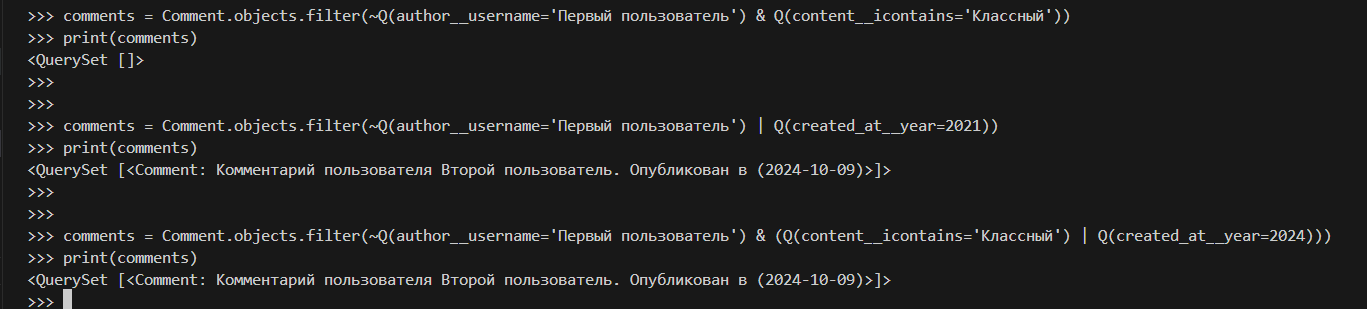 >>> comments = Comment.objects.filter(~Q(author__username='Первый пользователь') & Q(content__icontains='Классный'))
>>> print(comments)
<QuerySet []>
>>>
>>>
>>> comments = Comment.objects.filter(~Q(author__username='Первый пользователь') | Q(created_at__year=2021))
>>> print(comments)
<QuerySet [<Comment: Комментарий пользователя Второй пользователь. Опубликован в (2024-10-09)>]>
>>>
>>>
>>> comments = Comment.objects.filter(~Q(author__username='Первый пользователь') & (Q(content__icontains='Классный') | Q(created_at__year=2024)))
>>> print(comments)
<QuerySet [<Comment: Комментарий пользователя Второй пользователь. Опубликован в (2024-10-09)>]>
>>>